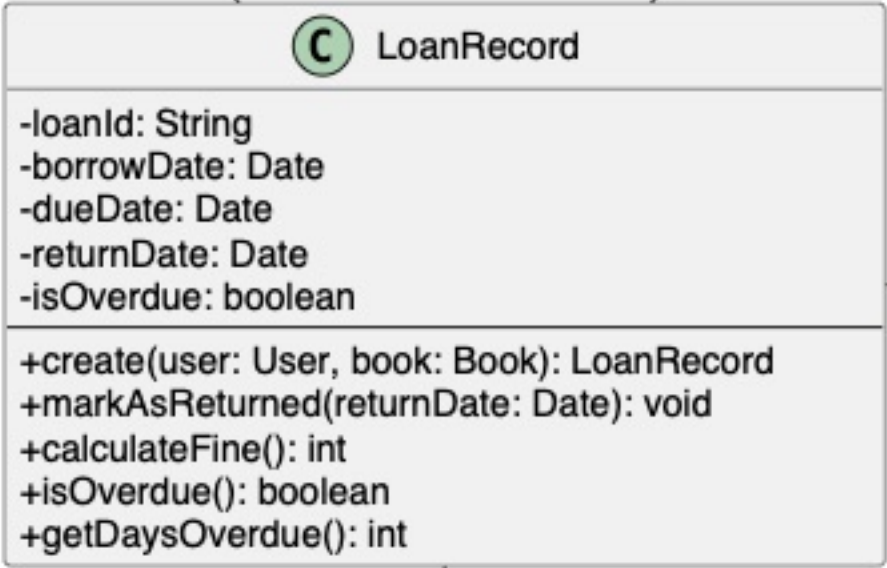 C LoanRecord
-loanId: String
-borrowDate: Date
-dueDate: Date
-returnDate: Date
-isOverdue: boolean
+create(user: User, book: Book): LoanRecord
+markAsReturned(returnDate: Date): void
+calculateFine(): int
+isOverdue(): boolean
+getDaysOverdue(): int